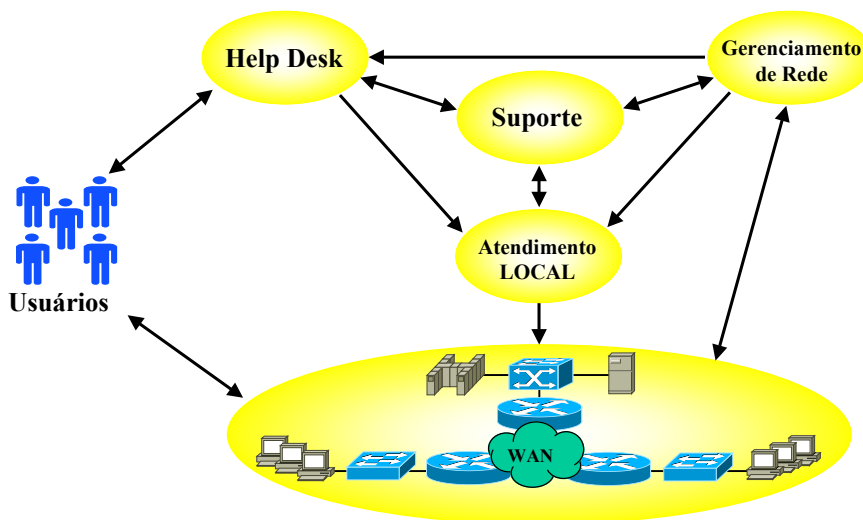 Help Desk
Gerenciamento
de Rede
Suporte
Atendimento
LOCAL
Usuários
WAN